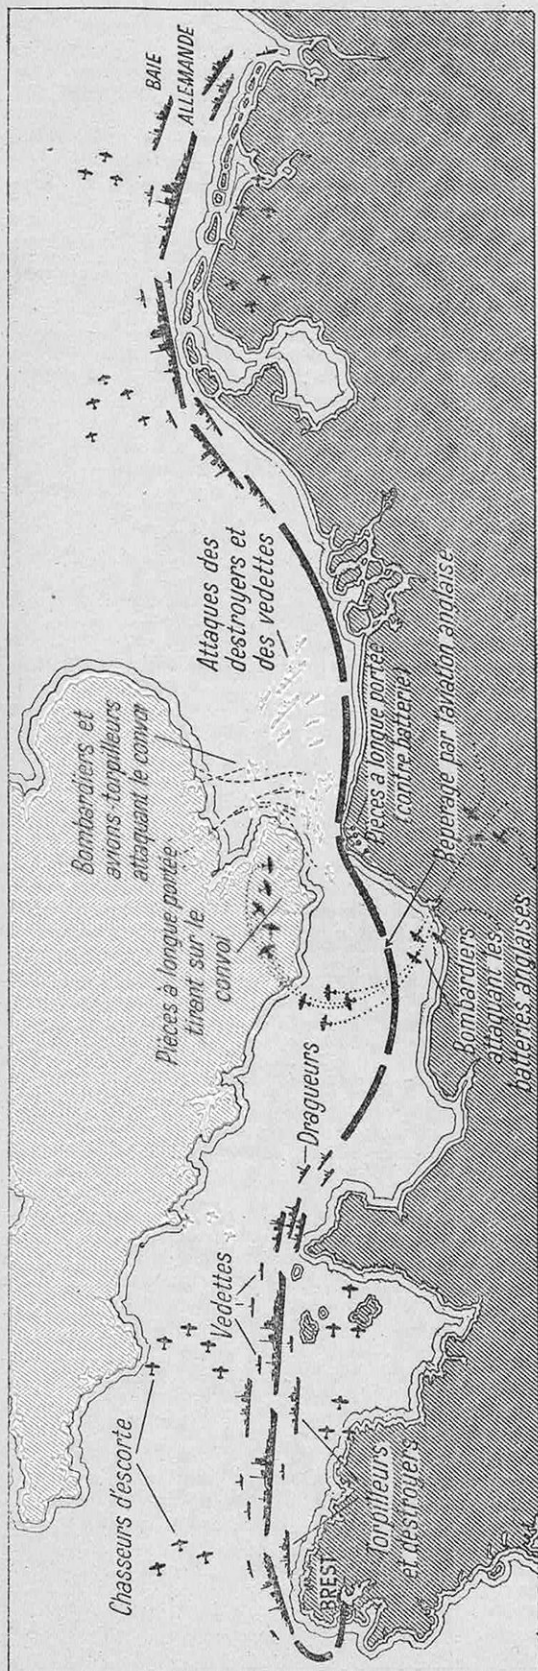 BAIE
ALLEMANDE
Attaques des
destroyers et
des vedettes
Bombardiers et
avions-torpilleurs
attaquant le convoi
Pièces à longue portée
tirent sur le
convoi
Pièces à longue portée
(contre batterie)
Repérage par l'aviation anglaise
Bombardiers
attaquant les
batteries anglaises
Dragueurs
Vedettes
Chasseurs d'escorte
Torpilleurs
et destroyers
BREST